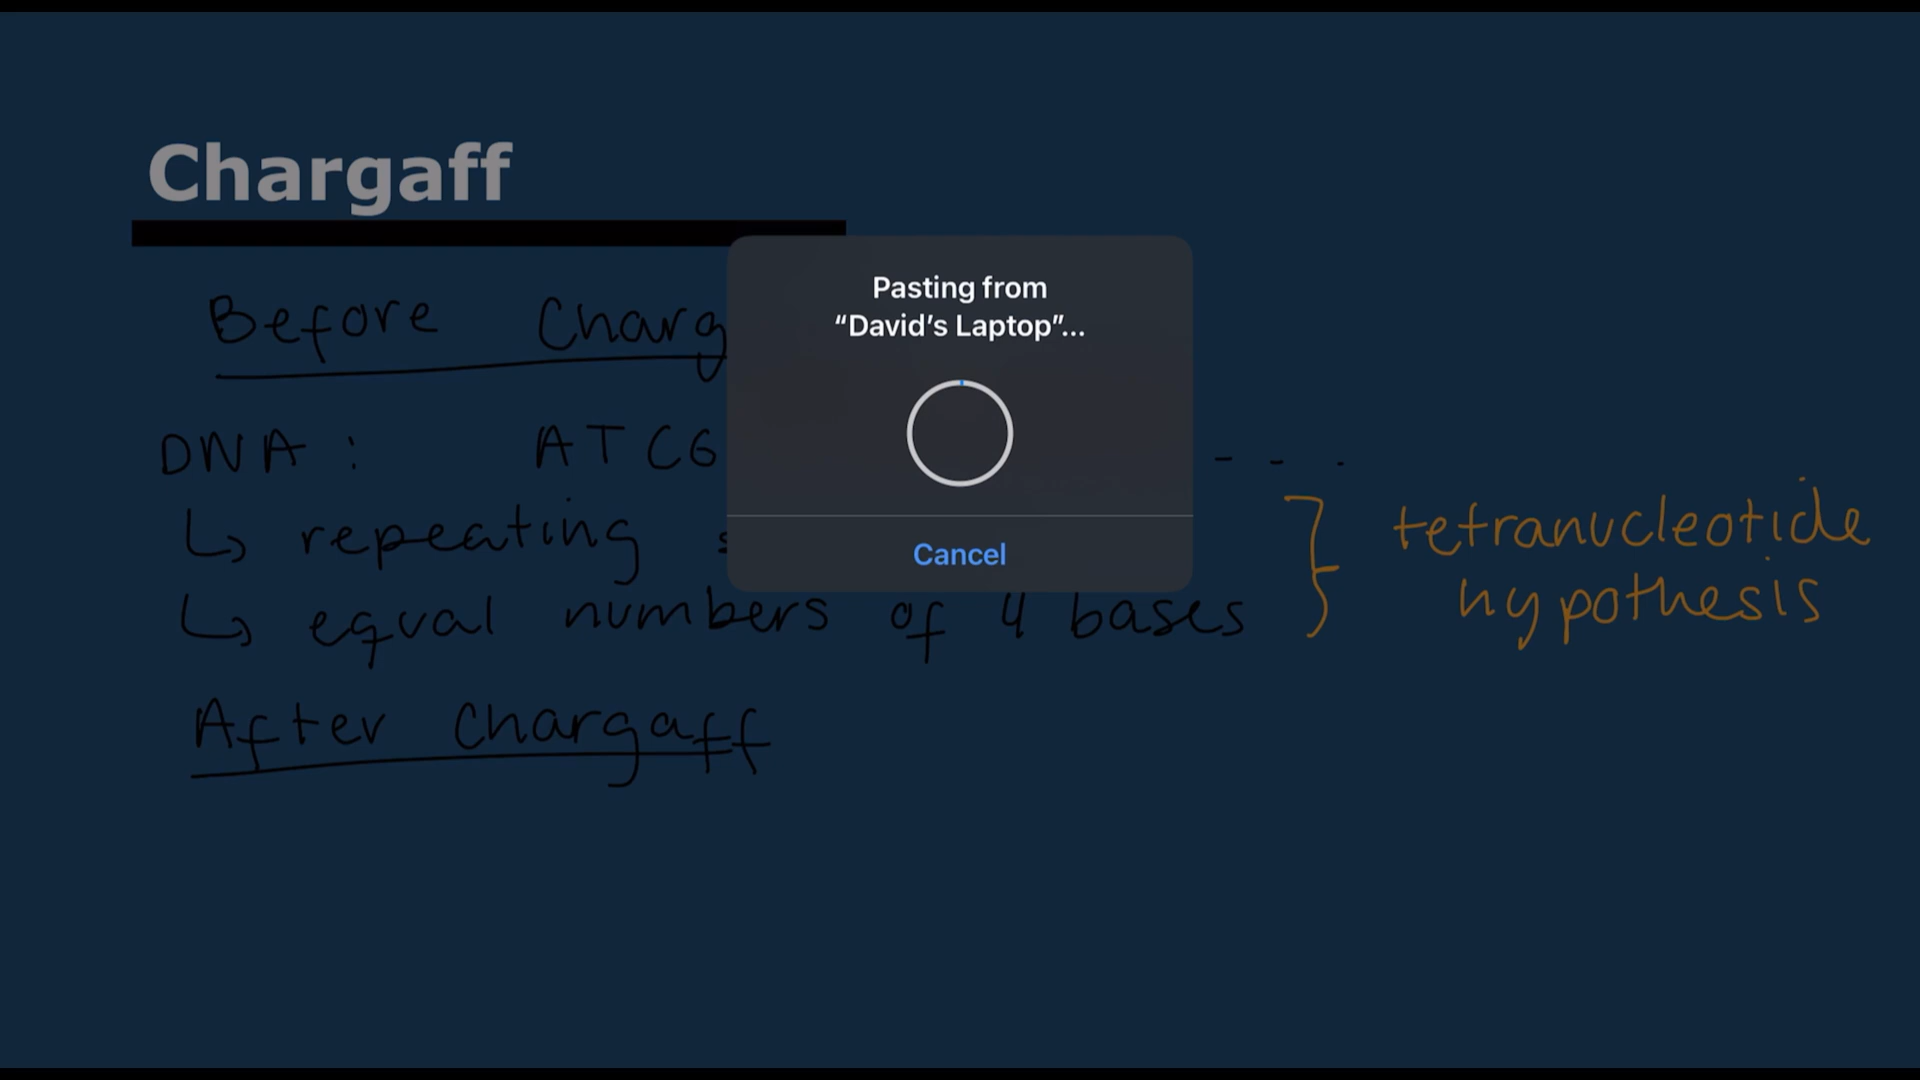 Chargaff
Before Charg
Pasting from
“David’s Laptop”...
DNA : ATCG - - .
↳ repeating
tetranucleotide
Cancel
↳ equal numbers of 4 bases
hypothesis
After Chargaff